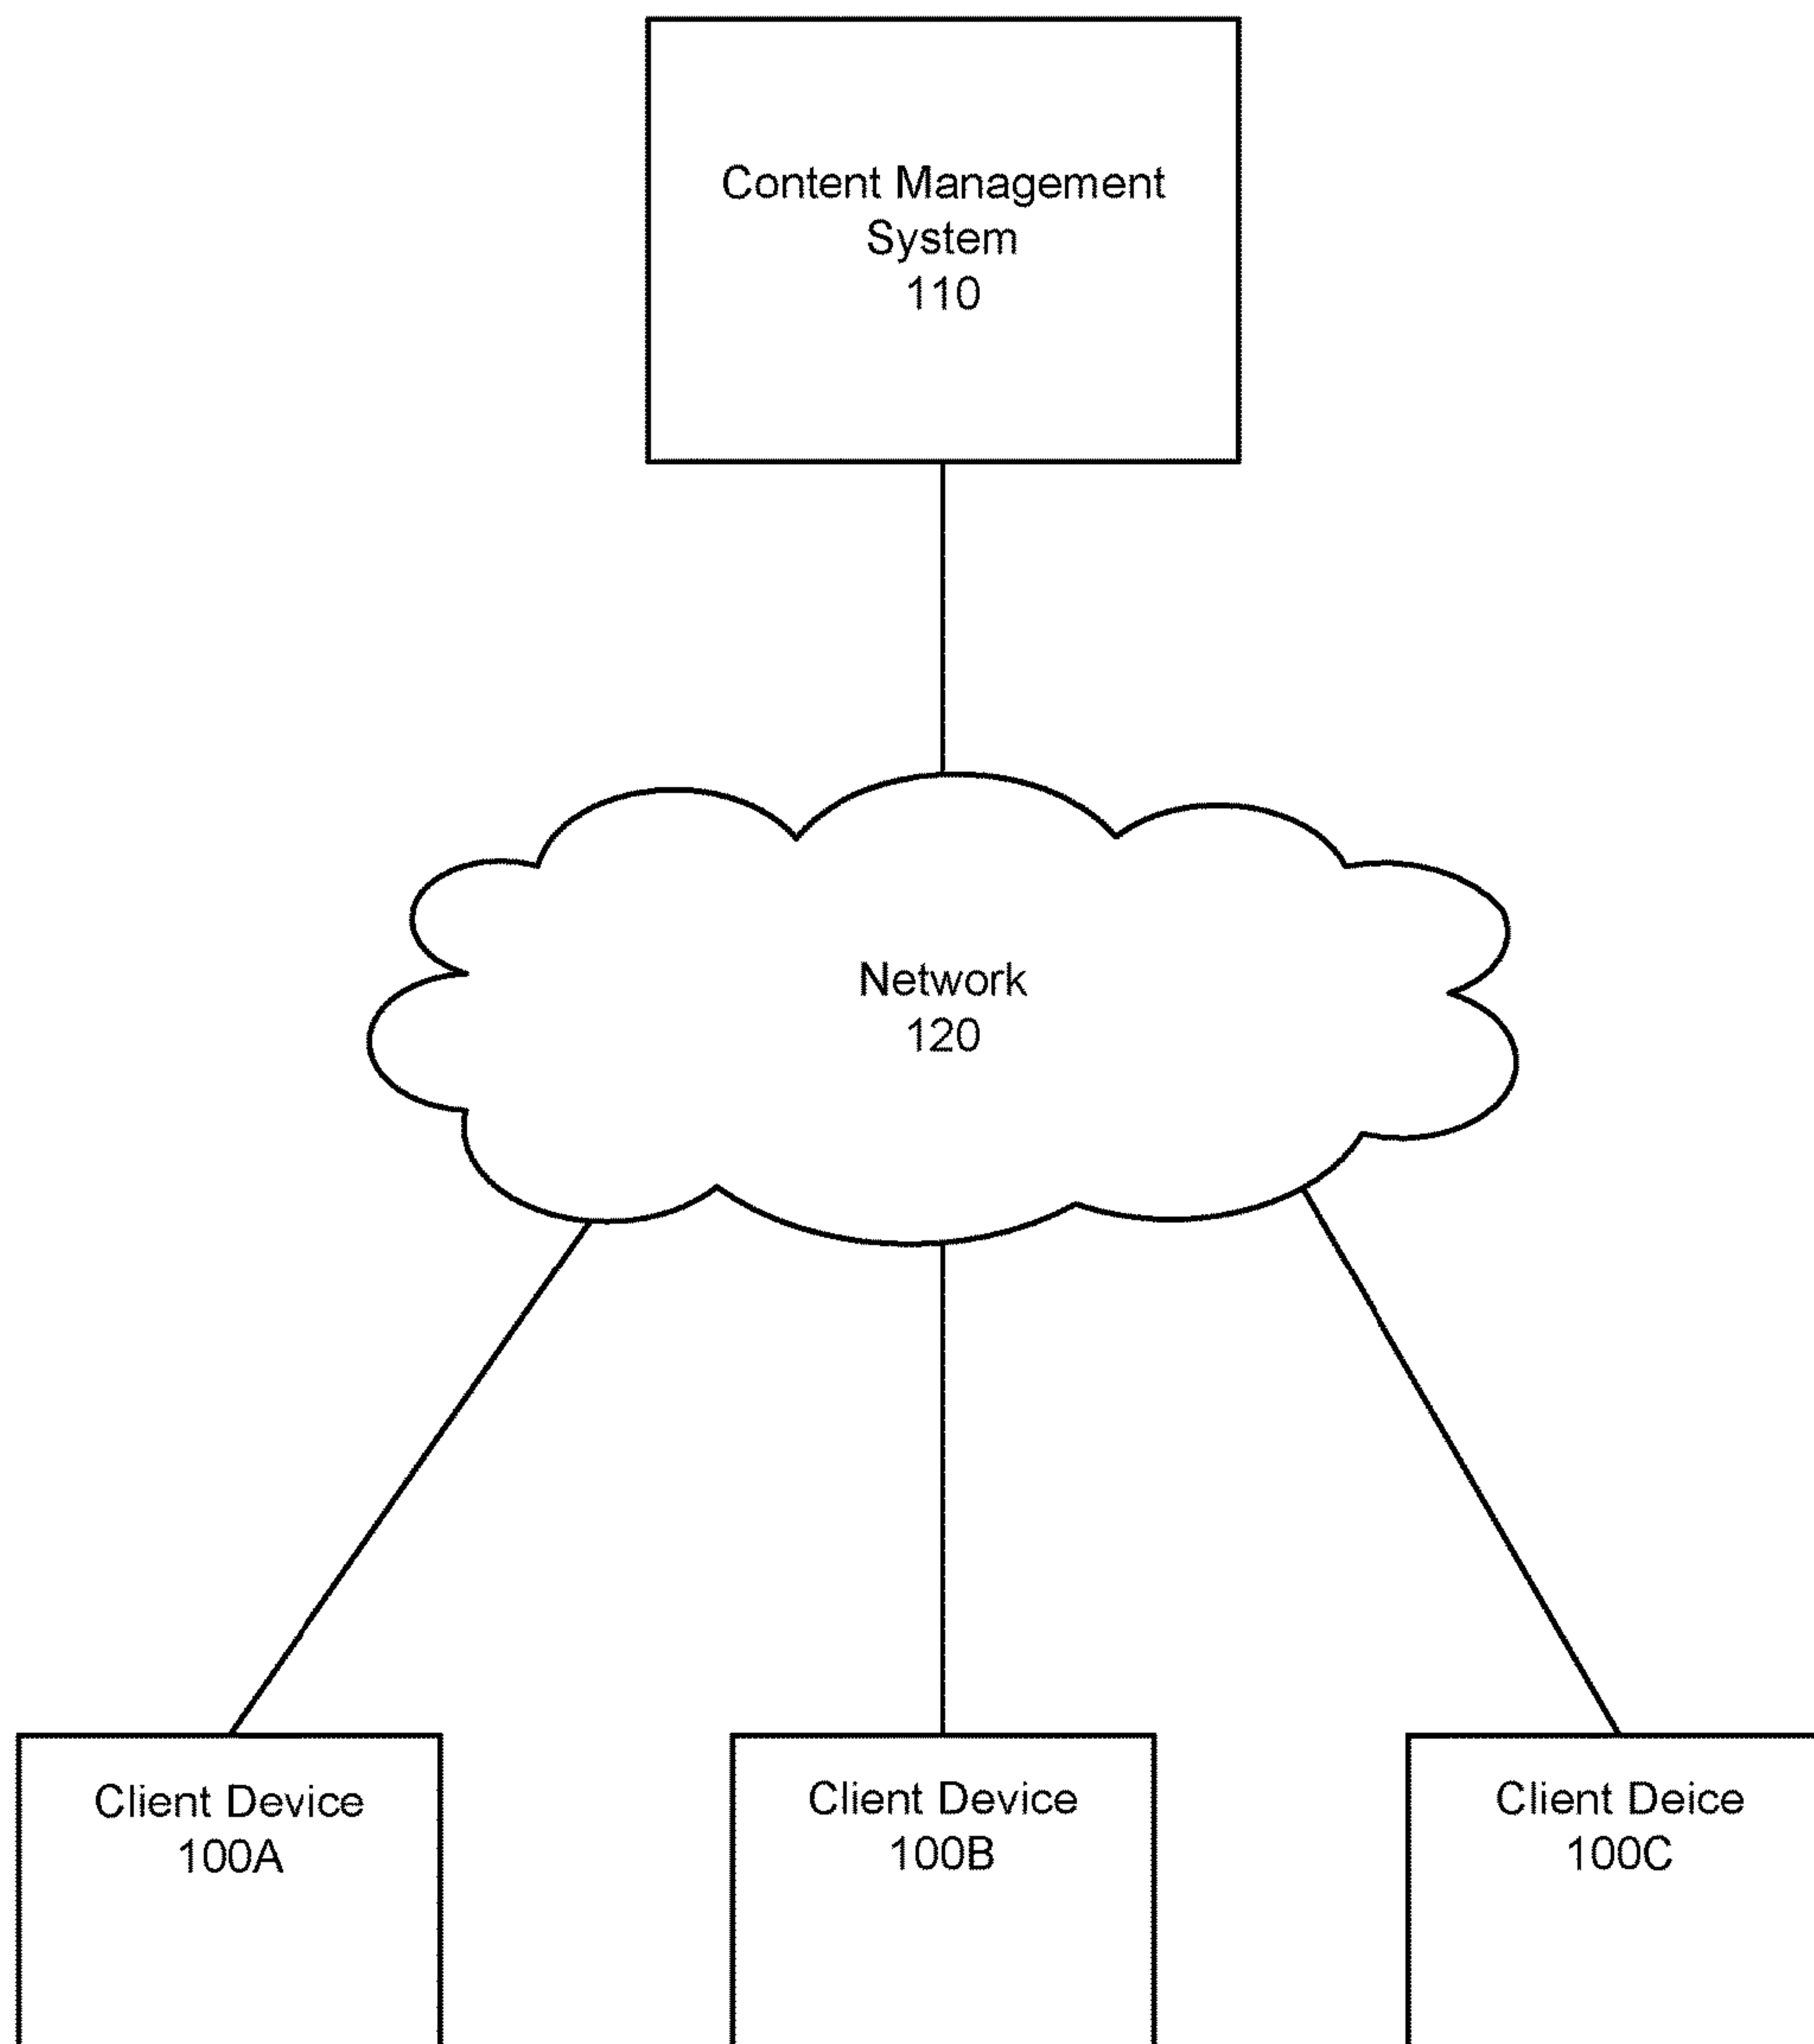 Content Management
System
110
Network
120
Client Device
100A
Client Device
100B
Client Deice
100C